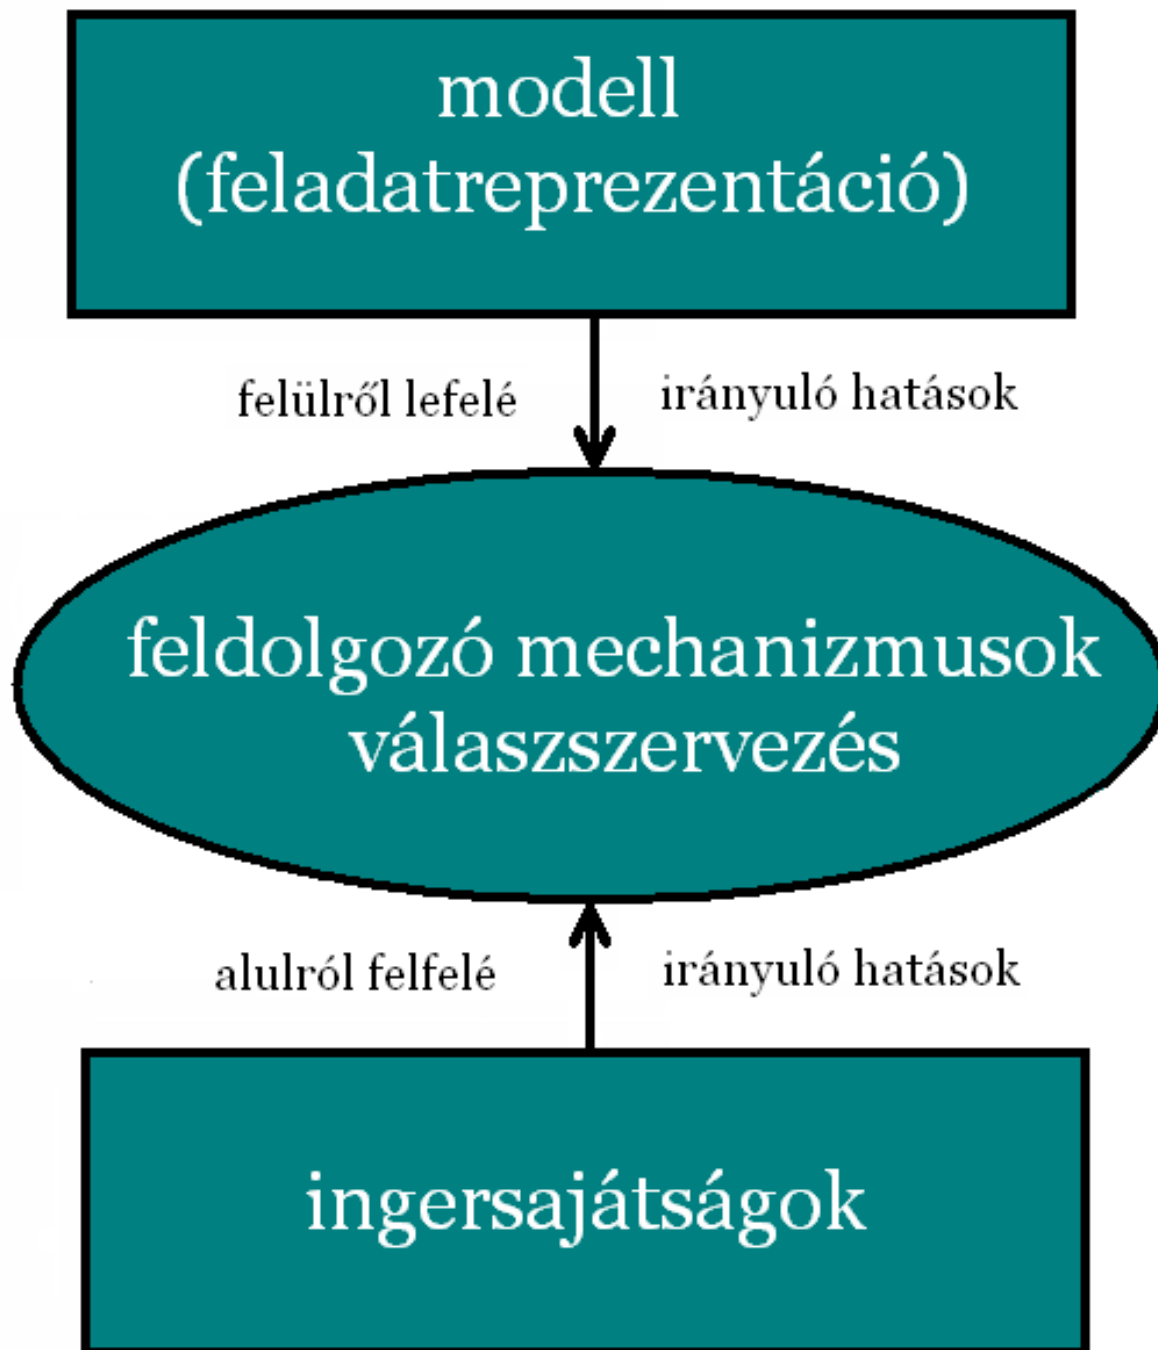 modell
(feladatreprezentáció)
felülről lefelé irányuló hatások
feldolgozó mechanizmusok
válaszszervezés
alulról felfelé irányuló hatások
ingersajátságok